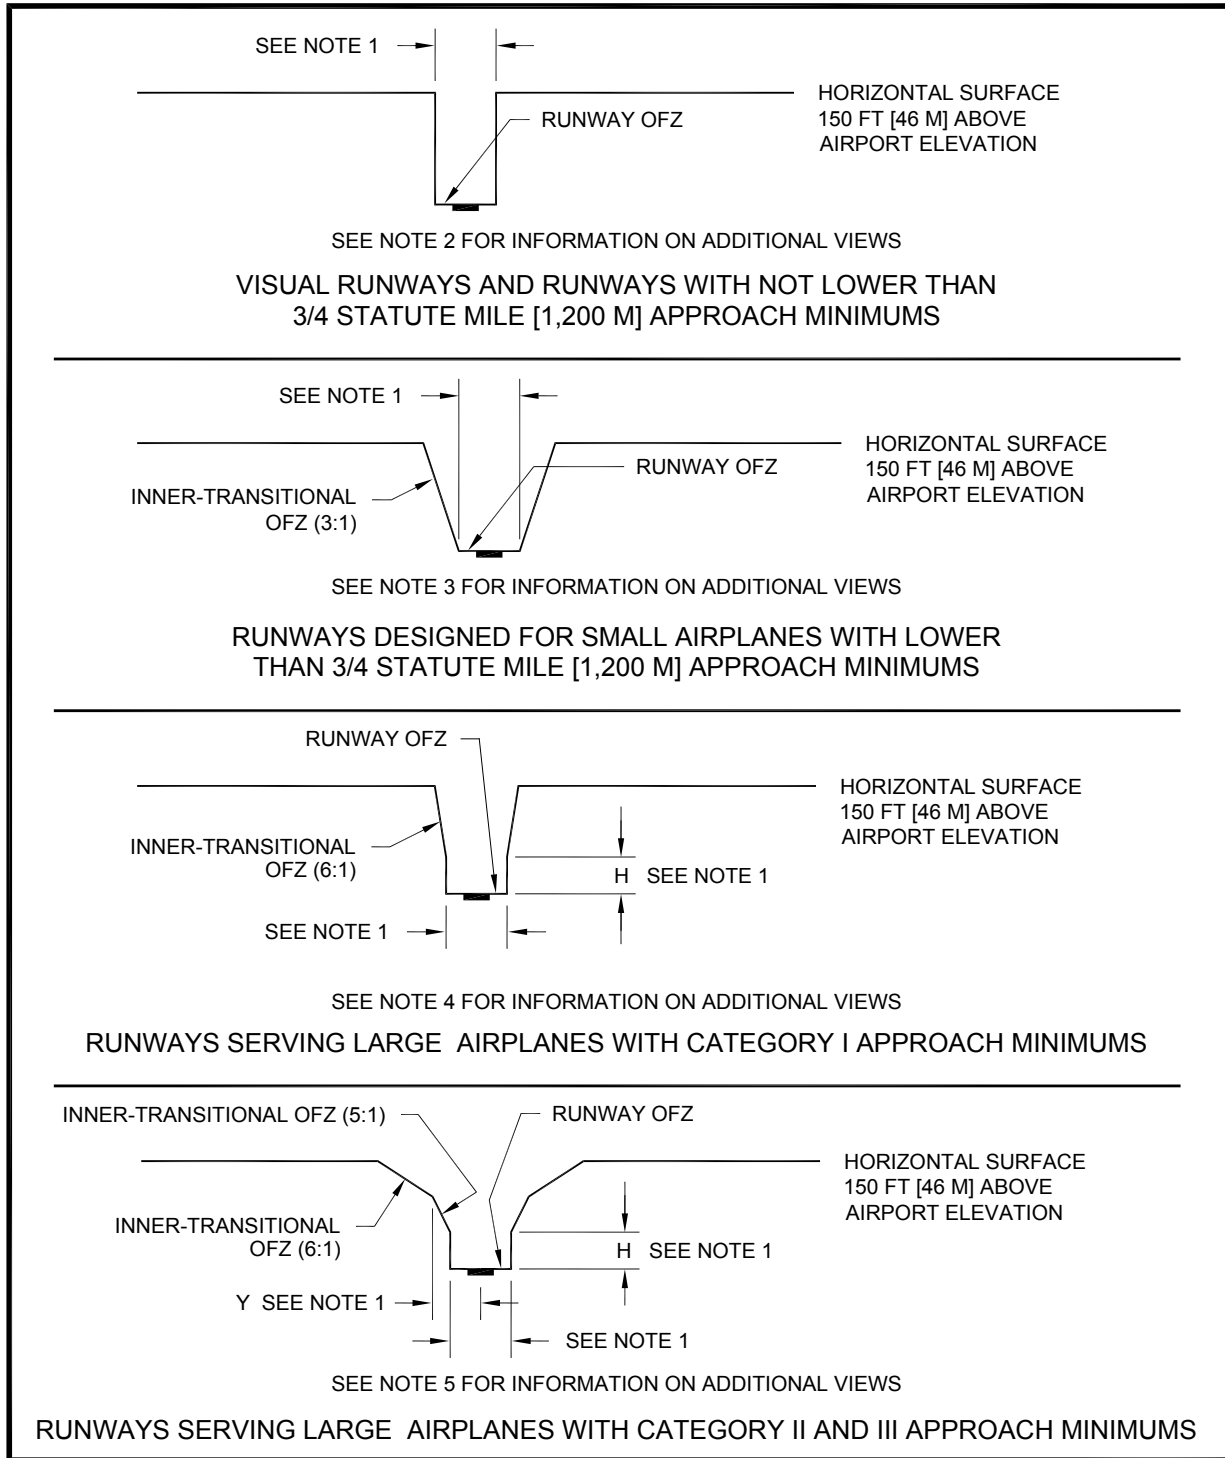 SEE NOTE 1
HORIZONTAL SURFACE
150 FT [46 M] ABOVE
AIRPORT ELEVATION
RUNWAY OFZ
SEE NOTE 2 FOR INFORMATION ON ADDITIONAL VIEWS
VISUAL RUNWAYS AND RUNWAYS WITH NOT LOWER THAN
3/4 STATUTE MILE [1,200 M] APPROACH MINIMUMS
SEE NOTE 1
HORIZONTAL SURFACE
150 FT [46 M] ABOVE
AIRPORT ELEVATION
RUNWAY OFZ
INNER-TRANSITIONAL
OFZ (3:1)
SEE NOTE 3 FOR INFORMATION ON ADDITIONAL VIEWS
RUNWAYS DESIGNED FOR SMALL AIRPLANES WITH LOWER
THAN 3/4 STATUTE MILE [1,200 M] APPROACH MINIMUMS
RUNWAY OFZ
HORIZONTAL SURFACE
150 FT [46 M] ABOVE
AIRPORT ELEVATION
INNER-TRANSITIONAL
OFZ (6:1)
H SEE NOTE 1
SEE NOTE 1
SEE NOTE 4 FOR INFORMATION ON ADDITIONAL VIEWS
RUNWAYS SERVING LARGE AIRPLANES WITH CATEGORY I APPROACH MINIMUMS
INNER-TRANSITIONAL OFZ (5:1)
RUNWAY OFZ
HORIZONTAL SURFACE
150 FT [46 M] ABOVE
AIRPORT ELEVATION
INNER-TRANSITIONAL
OFZ (6:1)
H SEE NOTE 1
Y SEE NOTE 1
SEE NOTE 1
SEE NOTE 5 FOR INFORMATION ON ADDITIONAL VIEWS
RUNWAYS SERVING LARGE AIRPLANES WITH CATEGORY II AND III APPROACH MINIMUMS